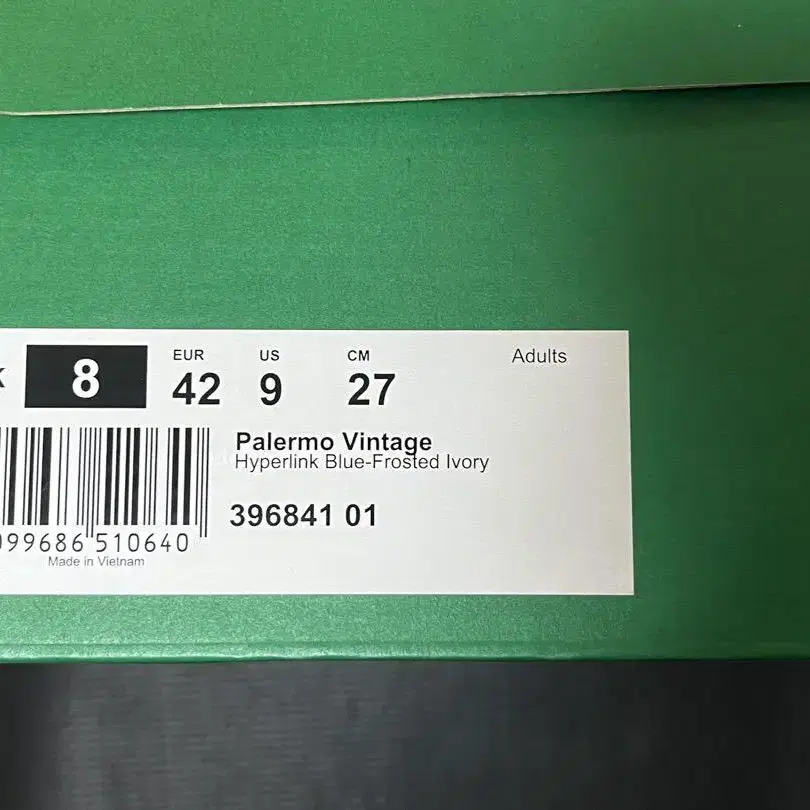 8
EUR US CM Adults
42 9 27
Palermo Vintage
Hyperlink Blue-Frosted Ivory
396841 01
099686 510640
Made in Vietnam